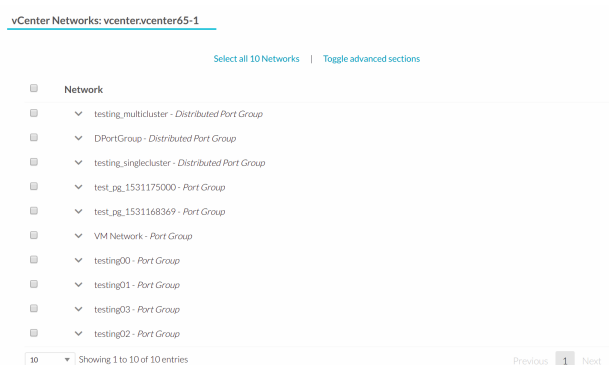 vCenter Networks: vcenter.vcenter65-1
Select all 10 Networks | Toggle advanced sections
Network
testing_multicluster - Distributed Port Group
DPortGroup - Distributed Port Group
testing_singlecluster - Distributed Port Group
test_pg_1531175000 - Port Group
test_pg_1531168369 - Port Group
VM Network - Port Group
testing00 - Port Group
testing01 - Port Group
testing03 - Port Group
testing02 - Port Group
10 Showing 1 to 10 of 10 entries Previous 1 Next